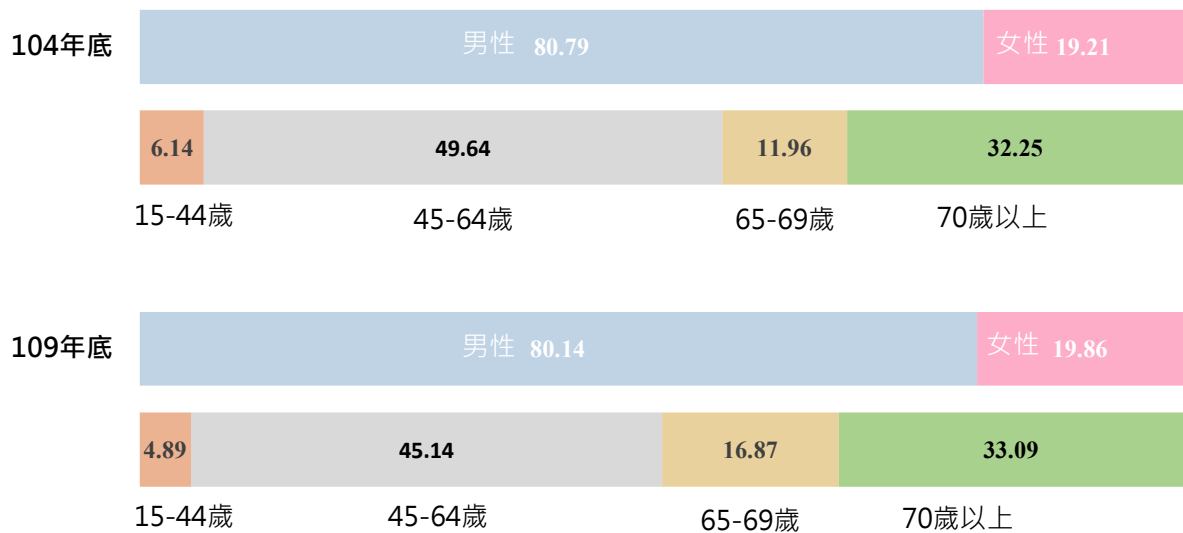 104年底 男性 80.79 女性 19.21
6.14 49.64 11.96 32.25
15-44歲 45-64歲 65-69歲 70歲以上
109年底 男性 80.14 女性 19.86
4.89 45.14 16.87 33.09
15-44歲 45-64歲 65-69歲 70歲以上